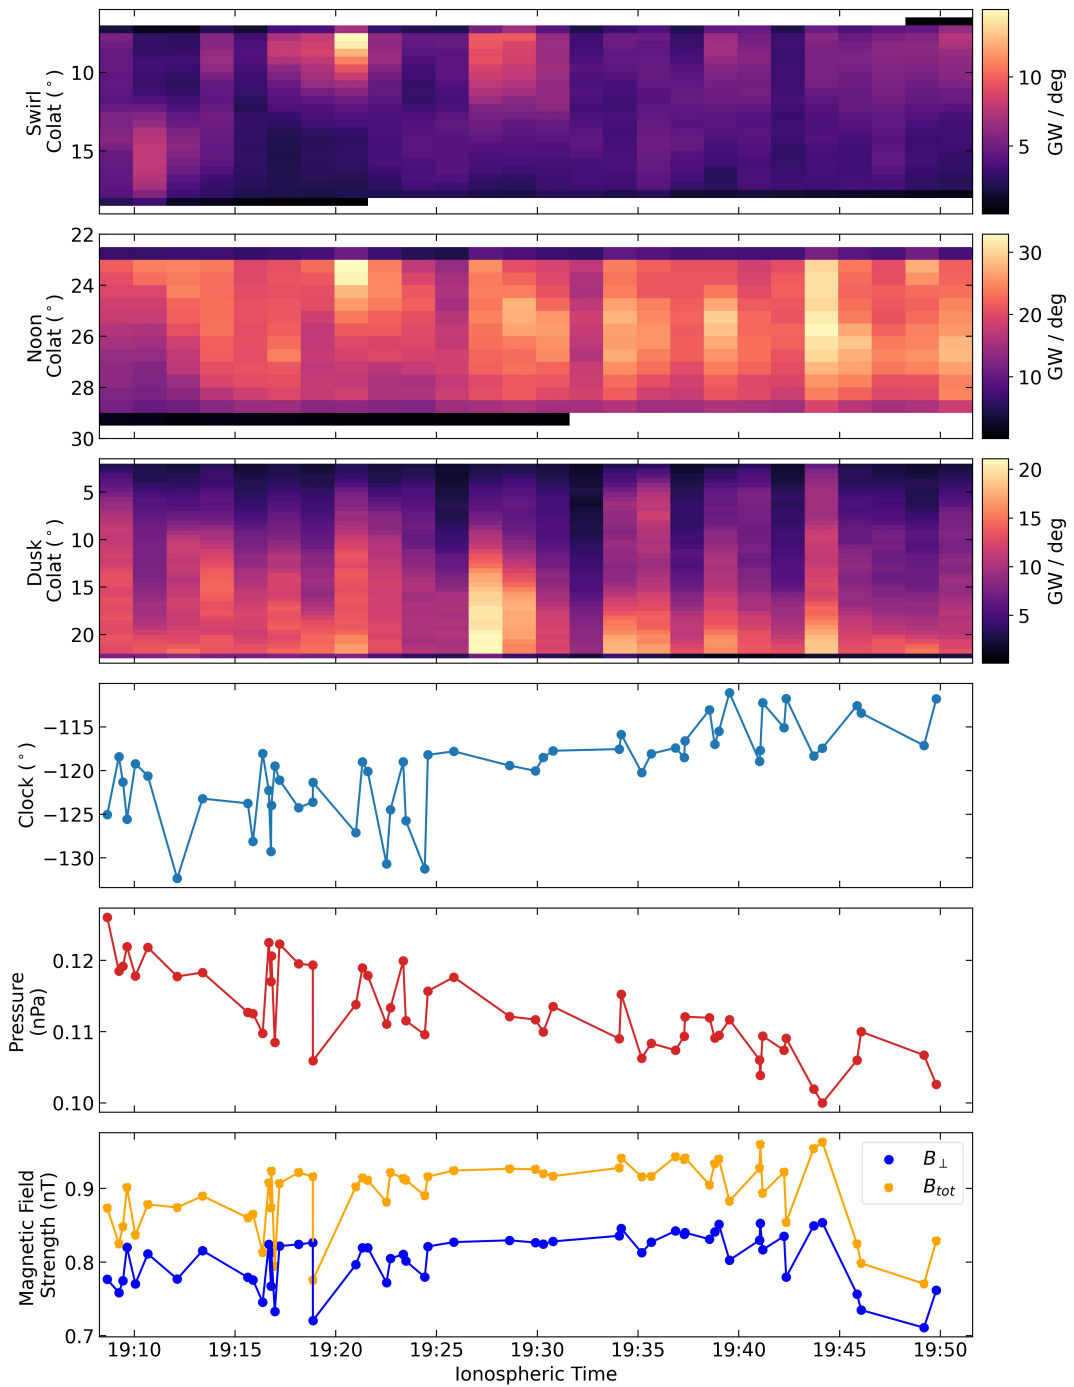 Swirl
Colat (°)
10
15
10
5
GW / deg
Noon
Colat (°)
22
24
26
28
30
30
20
10
GW / deg
Dusk
Colat (°)
5
10
15
20
20
15
10
5
GW / deg
Clock (°)
−115
−120
−125
−130
Pressure
(nPa)
0.12
0.11
0.10
Magnetic Field
Strength (nT)
0.9
0.8
0.7
B⊥
Btot
19:10 19:15 19:20 19:25 19:30 19:35 19:40 19:45 19:50
Ionospheric Time